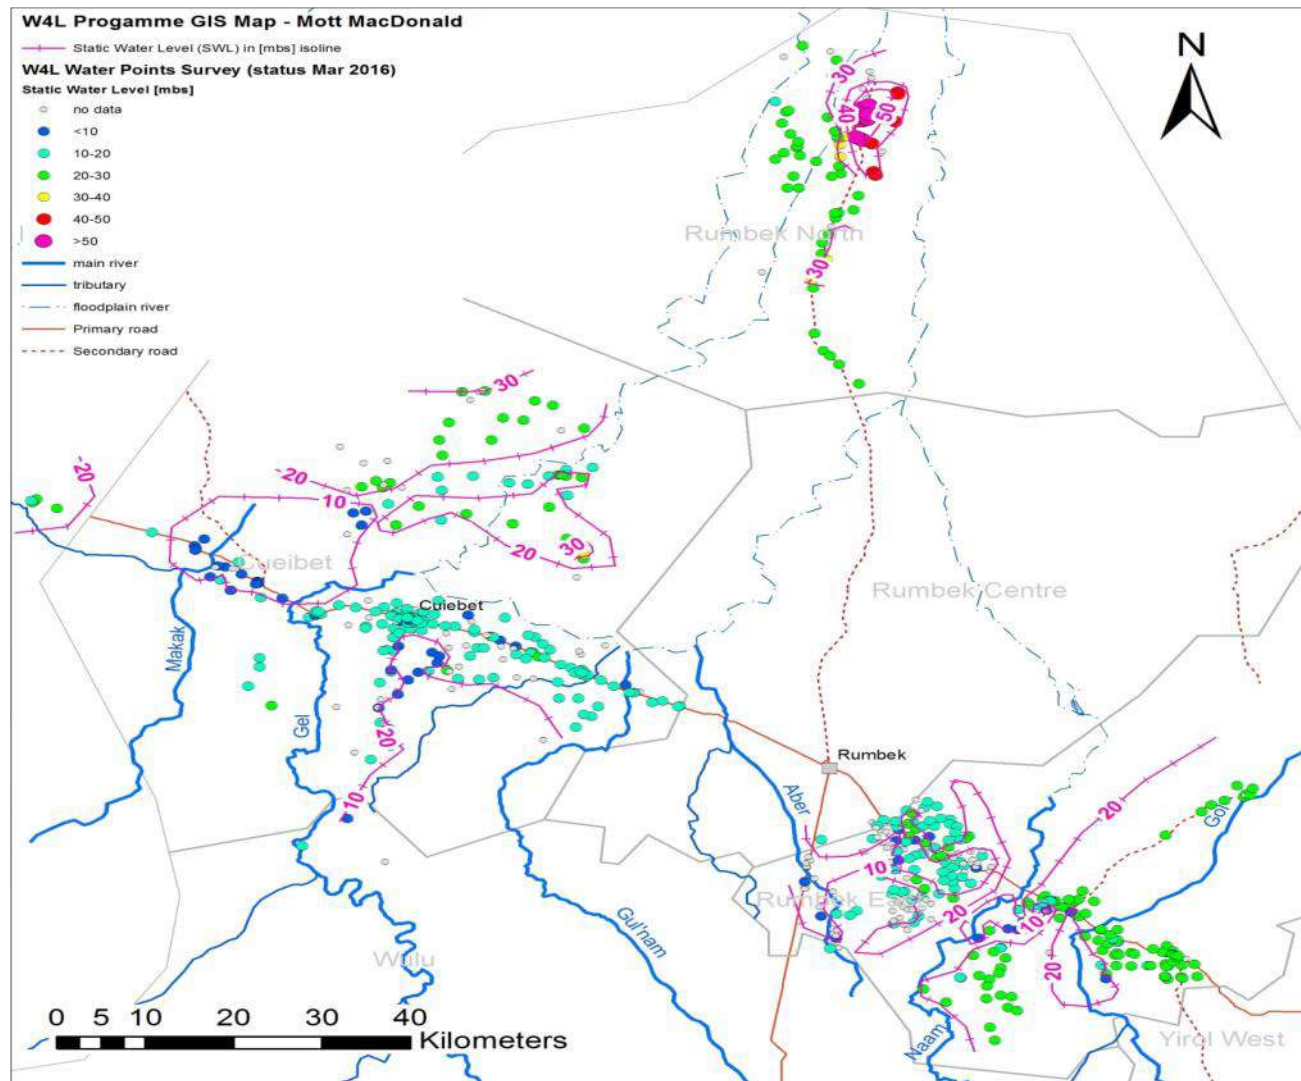 W4L Progamme GIS Map - Mott MacDonald
Static Water Level (SWL) in [mbs] isoline
W4L Water Points Survey (status Mar 2016)
Static Water Level [mbs]
no data
<10
10-20
20-30
30-40
40-50
>50
main river
tributary
floodplain river
Primary road
Secondary road
N
30
40
50
Rumbek North
30
30
20
20
10
20
30
Cueibet
Cuiebet
Rumbek Centre
Makak
Gel
20
10
Rumbek
Aber
20
Gol
10
Rumbek E
20
10
20
Gul'nam
Wulu
Naam
Yirol West
0 5 10 20 30 40
Kilometers